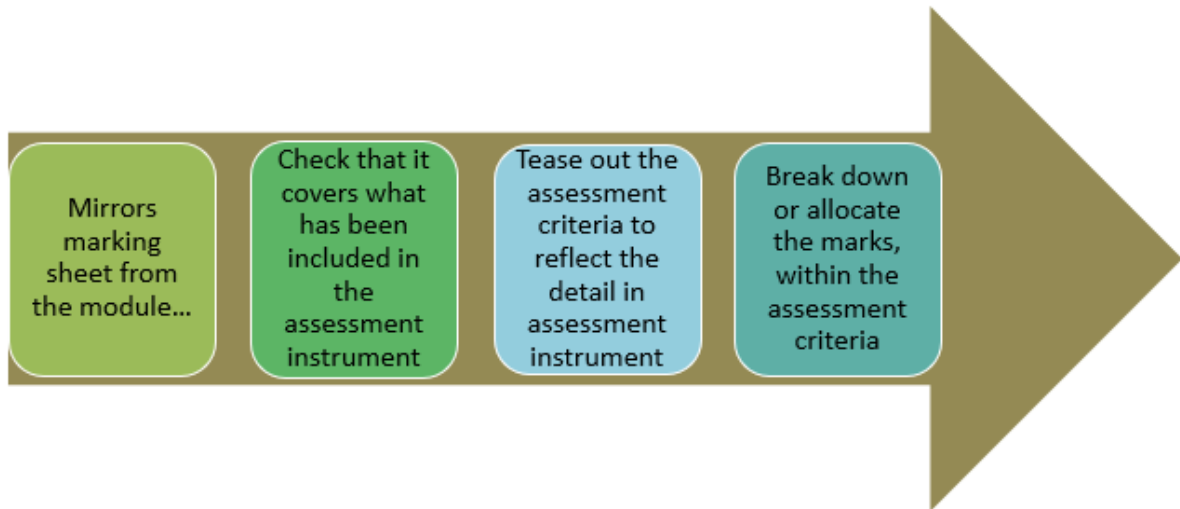 Mirrors
marking
sheet from
the module...
Check that it
covers what
has been
included in
the
assessment
instrument
Tease out the
assessment
criteria to
reflect the
detail in
assessment
instrument
Break down
or allocate
the marks,
within the
assessment
criteria